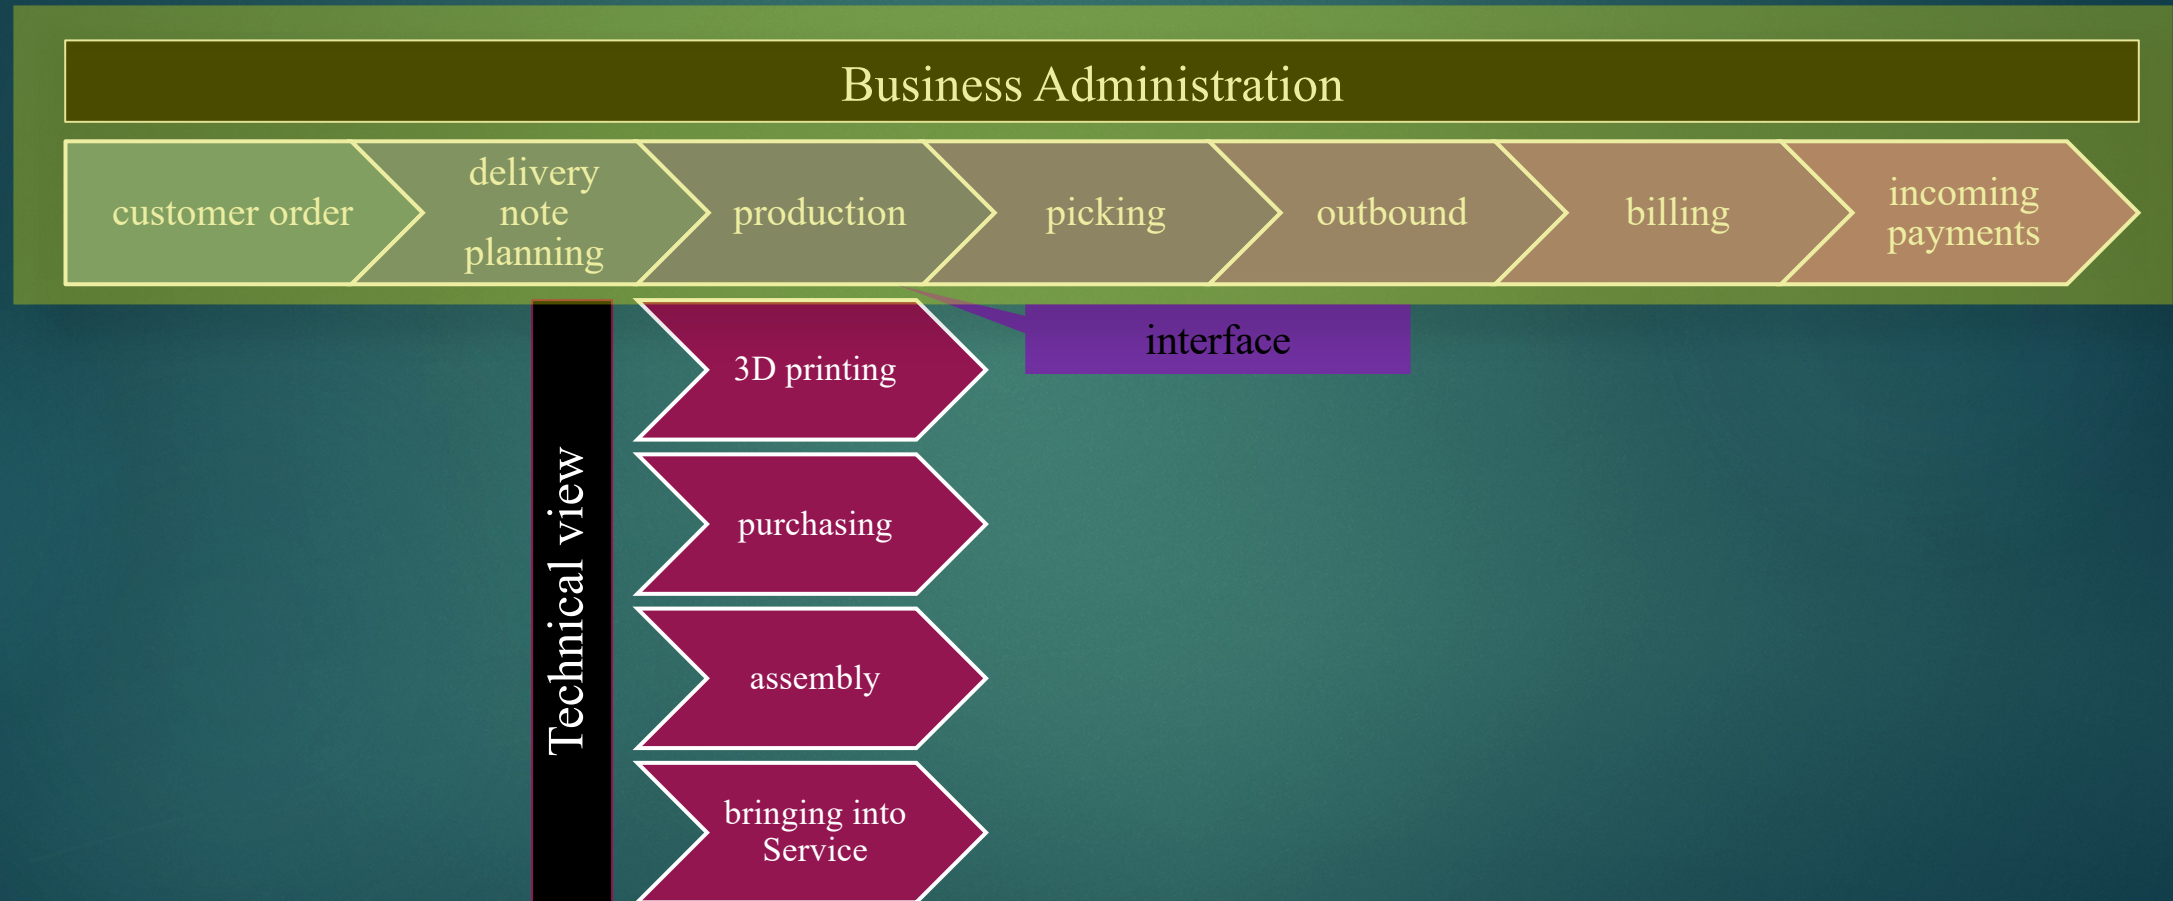 Business Administration
customer order
delivery
note
planning
production
picking
outbound
billing
incoming
payments
interface
Technical view
3D printing
purchasing
assembly
bringing into
Service